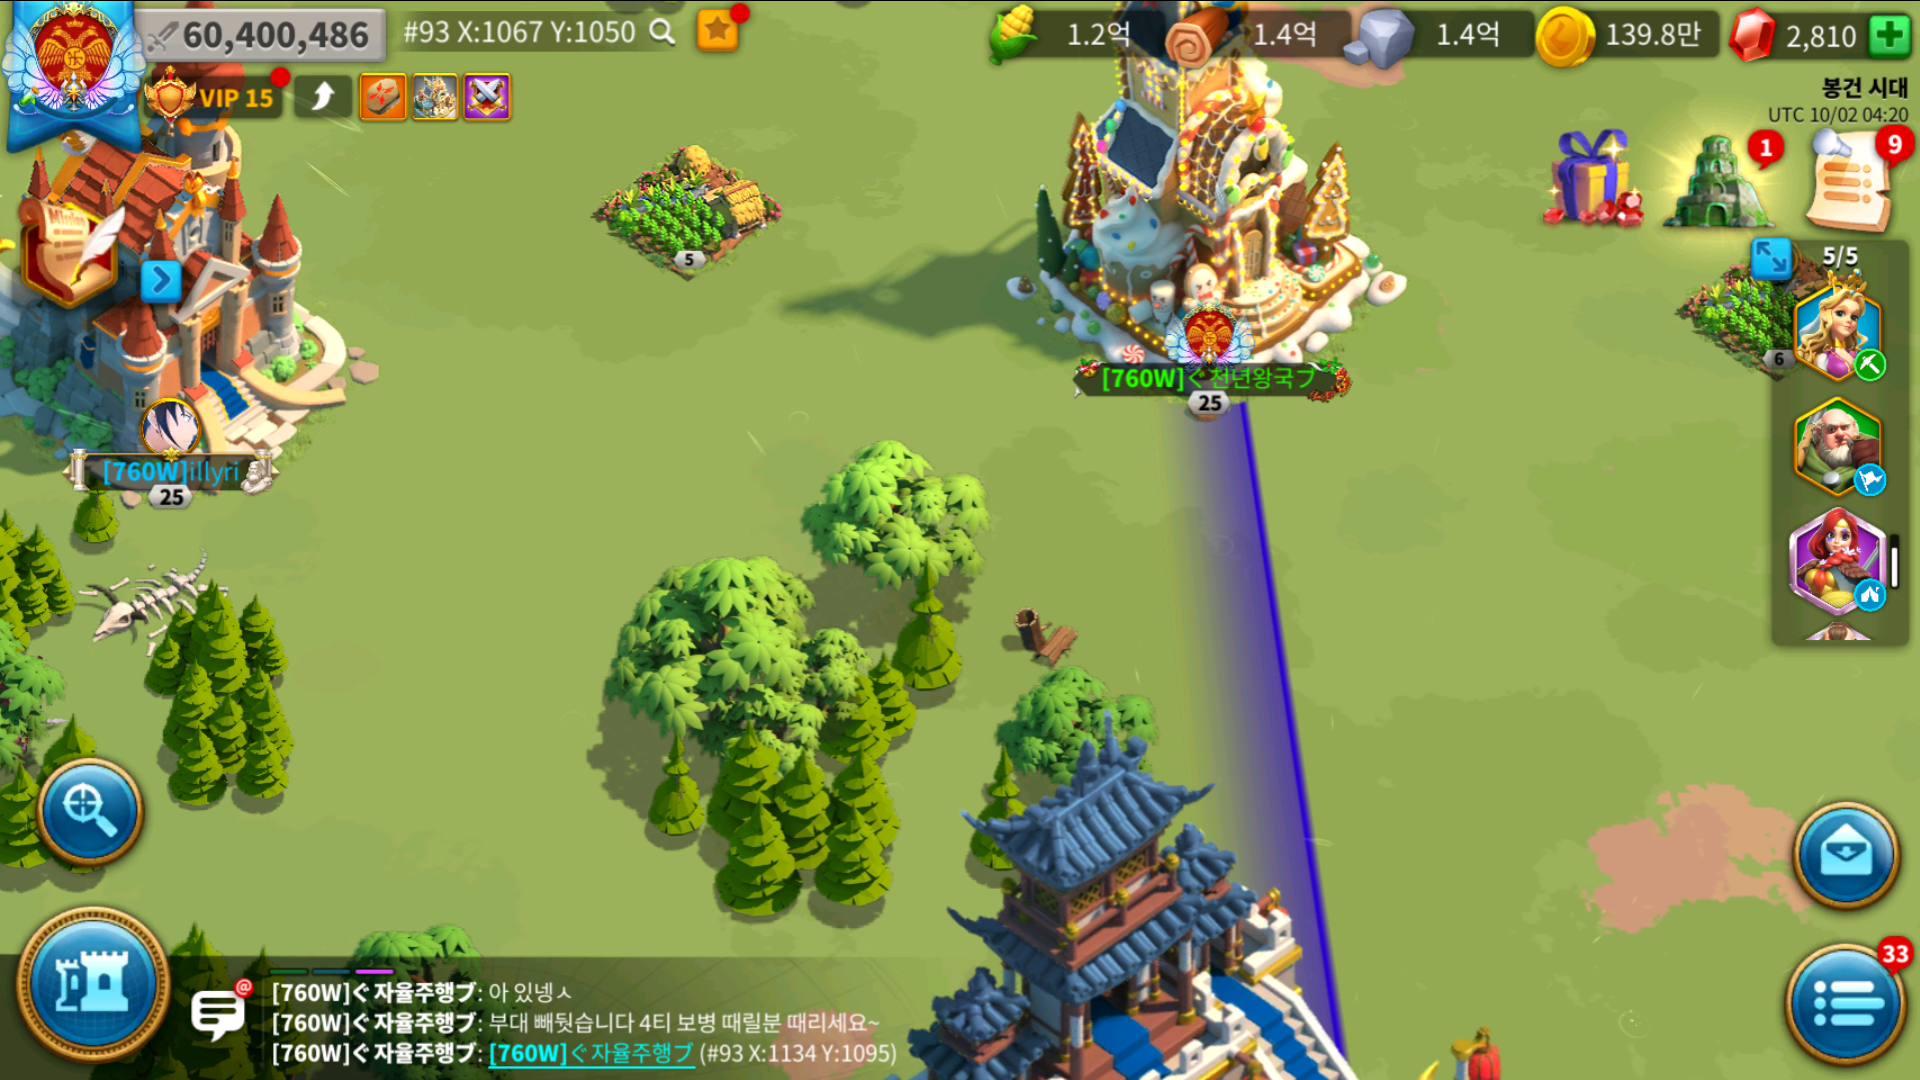 60,400,486
#93 X:1067 Y:1050
1.2억
1.4억
1.4억
139.8만
2,810
VIP 15
봉건 시대
UTC 10/02 04:20
1
9
Mission
5
5/5
6
[760W]ぐ전년왕국ブ
25
[760W]illyri
25
33
@
[760W]ぐ자율주행ブ: 아 있넹ㅅ
[760W]ぐ자율주행ブ: 부대 빼뒀습니다 4티 보병 때릴분 때리세요~
[760W]ぐ자율주행ブ: [760W]ぐ자율주행ブ (#93 X:1134 Y:1095)